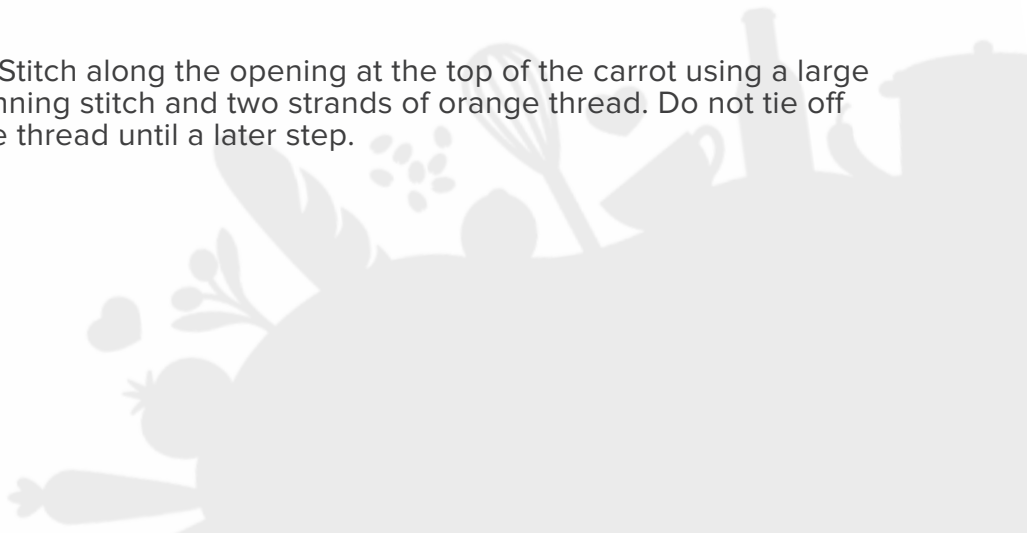 Stitch along the opening at the top of the carrot using a large
nning stitch and two strands of orange thread. Do not tie off
e thread until a later step.